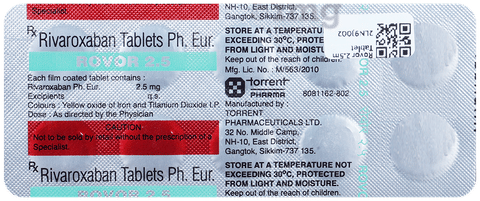 Specialist.
Rx Rivaroxaban Tablets Ph. Eur.
ROVOR 2.5
Each film coated tablet contains :
Rivaroxaban Ph. Eur. 2.5 mg
Excipients q.s.
Colours : Yellow oxide of Iron and Titanium Dioxide I.P.
Dose : As directed by the Physician
CAUTION
Not to be sold by retail without the prescription of a
Specialist.
Rx Rivaroxaban Tablets Ph. Eur.
ROVOR 2.5
NH-10, East District,
Gangtok, Sikkim-737 135.
STORE AT A TEMPERATURE
EXCEEDING 30°C, PROTECTED
FROM LIGHT AND MOISTURE.
Keep out of the reach of children.
Mfg. Lic. No. : M/563/2010
torrent
PHARMA
8081162-802
Manufactured by :
TORRENT
PHARMACEUTICALS LTD.
32 No. Middle Camp,
NH-10, East District,
Gangtok, Sikkim-737 135.
STORE AT A TEMPERATURE NOT
EXCEEDING 30°C, PROTECTED
FROM LIGHT AND MOISTURE.
Keep out of the reach of children.